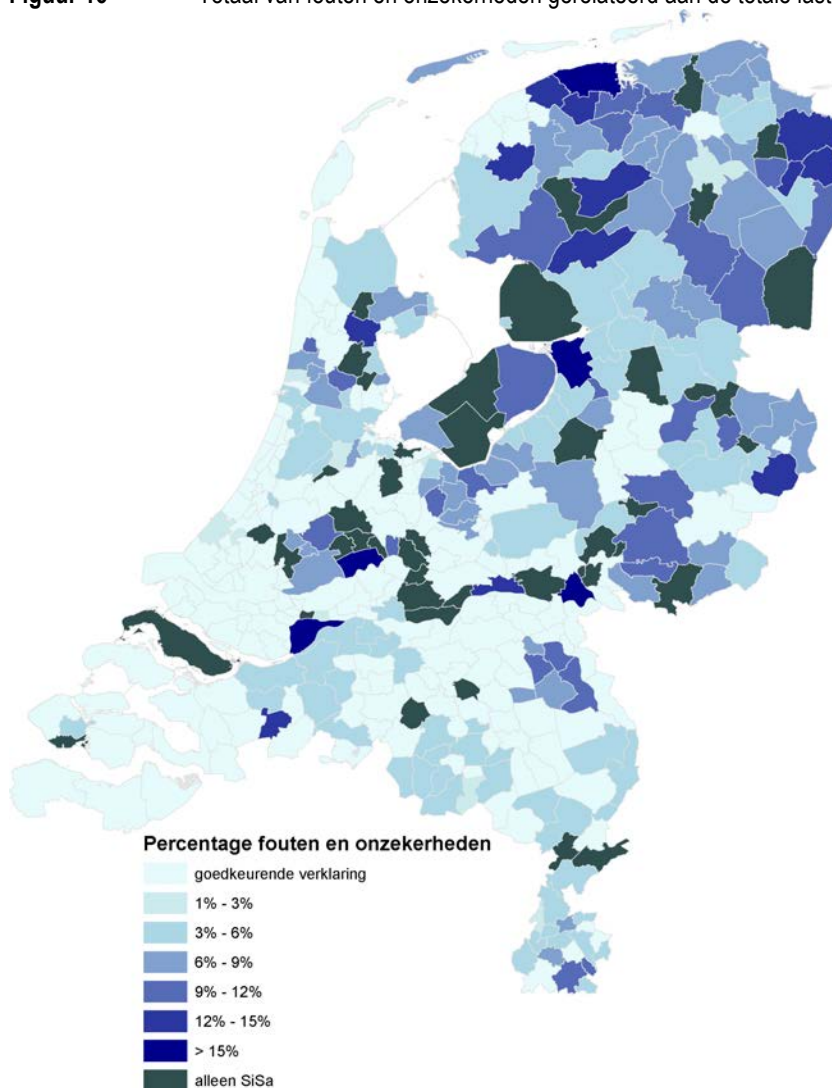 Totaal van fouten en onzekerheden gerelateerd aan de totale last
Percentage fouten en onzekerheden
goedkeurende verklaring
1% - 3%
3% - 6%
6% - 9%
9% - 12%
12% - 15%
> 15%
alleen SiSa